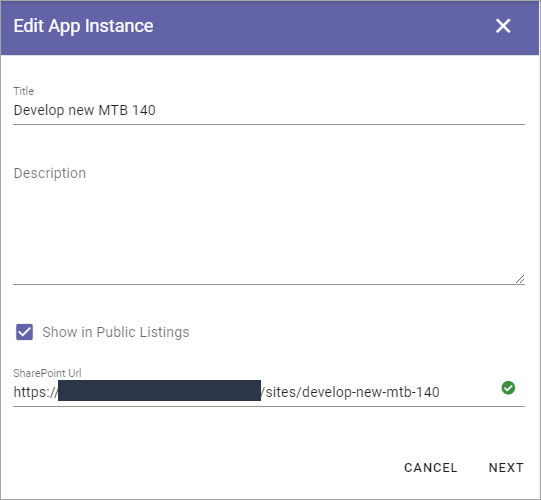 Edit App Instance
Title
Develop new MTB 140
Description
Show in Public Listings
SharePoint Url
https:// /sites/develop-new-mtb-140
CANCEL NEXT